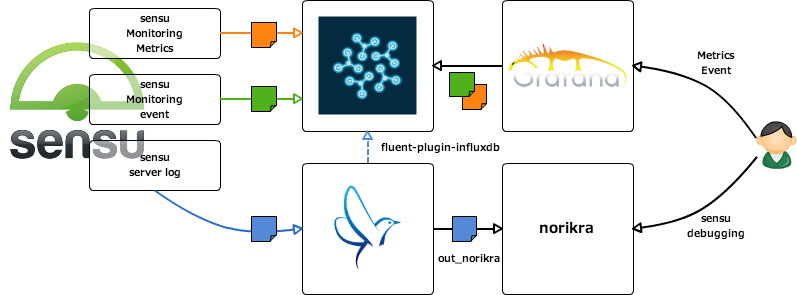 sensu
Monitoring
Metrics
sensu
Monitoring
event
sensu
sensu
server log
Grafana
Metrics
Event
fluent-plugin-influxdb
out_norikra
norikra
sensu
debugging